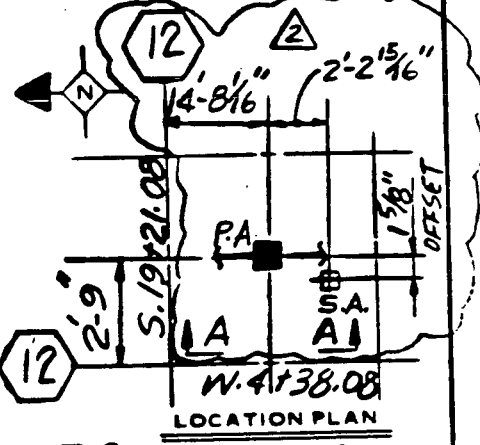 12
2
N
4'-8 1/16"
2'-2 15/16"
S. 19+21.08
1 5/8"
OFFSET
P.A
2'-9"
S.A.
A
A
12
W. 4+38.08
LOCATION PLAN